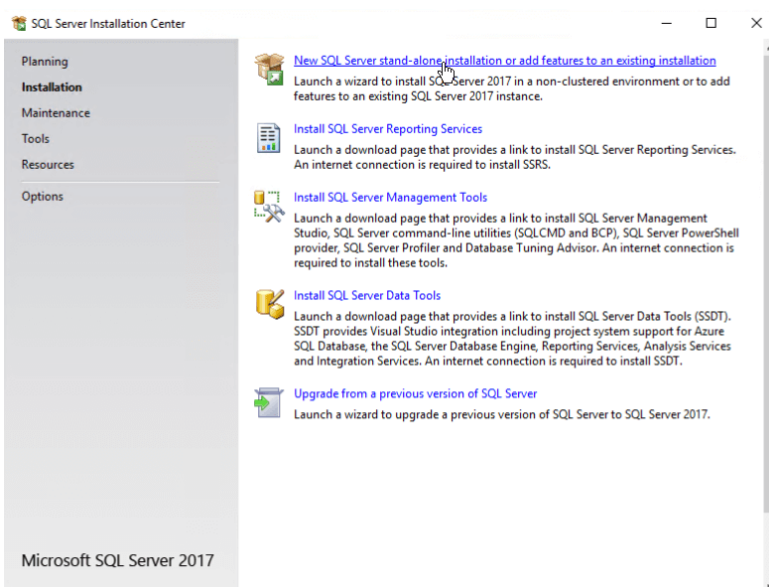 SQL Server Installation Center
Planning
Installation
Maintenance
Tools
Resources
Options
New SQL Server stand-alone installation or add features to an existing installation
Launch a wizard to install SQL Server 2017 in a non-clustered environment or to add
features to an existing SQL Server 2017 instance.
Install SQL Server Reporting Services
Launch a download page that provides a link to install SQL Server Reporting Services.
An internet connection is required to install SSRS.
Install SQL Server Management Tools
Launch a download page that provides a link to install SQL Server Management
Studio, SQL Server command-line utilities (SQLCMD and BCP), SQL Server PowerShell
provider, SQL Server Profiler and Database Tuning Advisor. An internet connection is
required to install these tools.
Install SQL Server Data Tools
Launch a download page that provides a link to install SQL Server Data Tools (SSDT).
SSDT provides Visual Studio integration including project system support for Azure
SQL Database, the SQL Server Database Engine, Reporting Services, Analysis Services
and Integration Services. An internet connection is required to install SSDT.
Upgrade from a previous version of SQL Server
Launch a wizard to upgrade a previous version of SQL Server to SQL Server 2017.
Microsoft SQL Server 2017